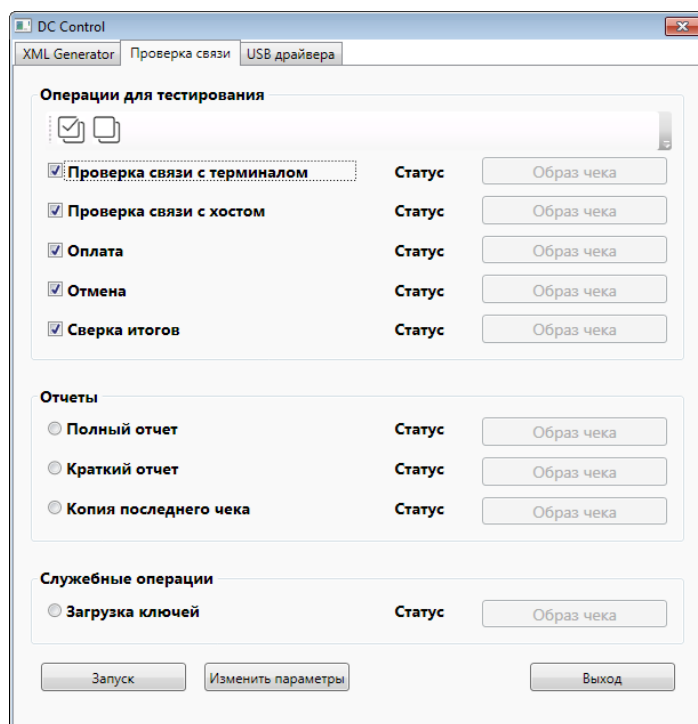 DC Control
XML Generator Проверка связи USB драйвера
Операции для тестирования
Проверка связи с терминалом Статус Образ чека
Проверка связи с хостом Статус Образ чека
Оплата Статус Образ чека
Отмена Статус Образ чека
Сверка итогов Статус Образ чека
Отчеты
Полный отчет Статус Образ чека
Краткий отчет Статус Образ чека
Копия последнего чека Статус Образ чека
Служебные операции
Загрузка ключей Статус Образ чека
Запуск Изменить параметры Выход